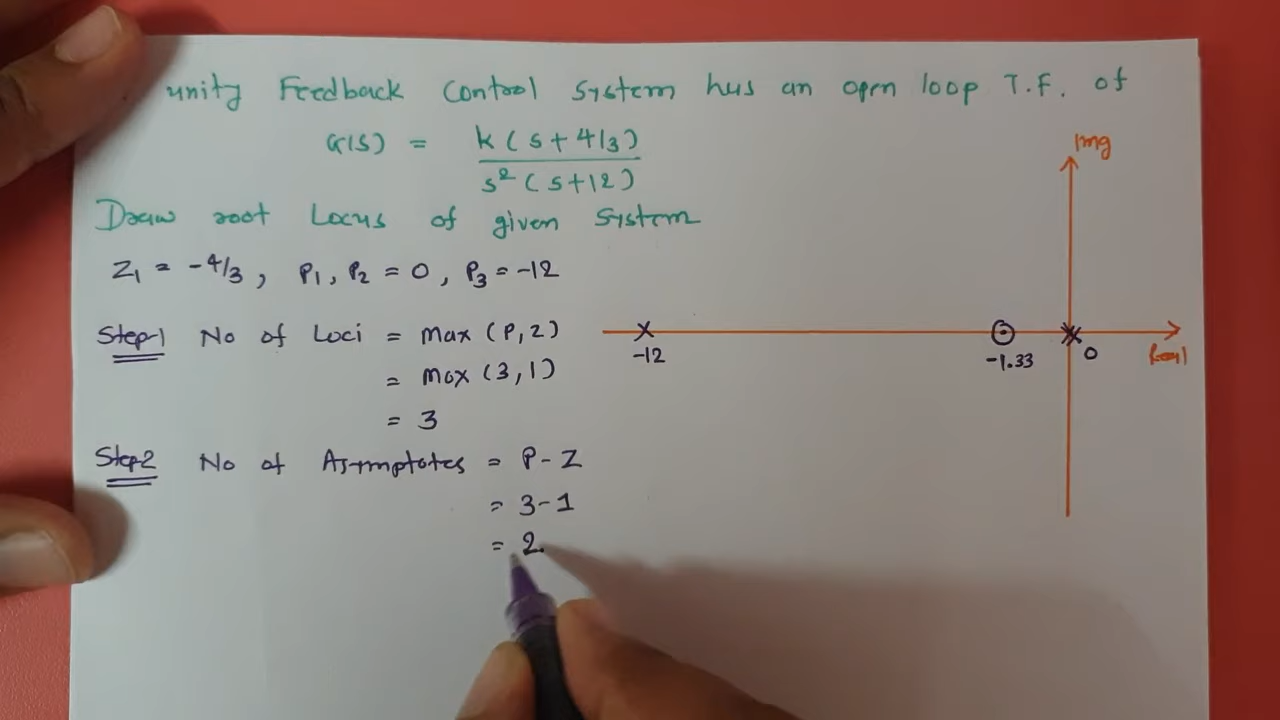 unity Feedback Control System has an open loop T.F. of
G(S) = K(S+4/3)
S²(S+12)
Draw root Locus of given System
Z₁ = -4/3, P₁, P₂ = 0, P₃ = -12
Step-1 No of Loci = max (P,Z)
= max (3,1)
= 3
Step2 No of Asymptotes = P-Z
= 3-1
= 2
Img
-12
-1.33
0
Real